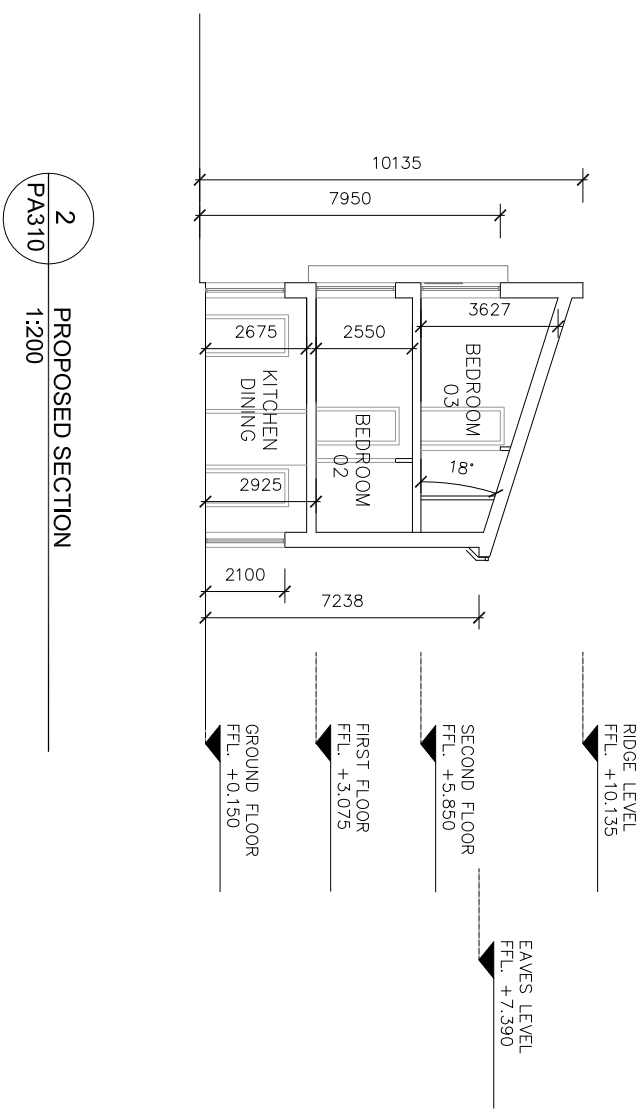 10135
7950
3627
2550
2675
BEDROOM
03
18°
BEDROOM
02
KITCHEN
DINING
2925
2100
7238
RIDGE LEVEL
FFL. +10.135
EAVES LEVEL
FFL. +7.390
SECOND FLOOR
FFL. +5.850
FIRST FLOOR
FFL. +3.075
GROUND FLOOR
FFL. +0.150
2
PA310
PROPOSED SECTION
1:200